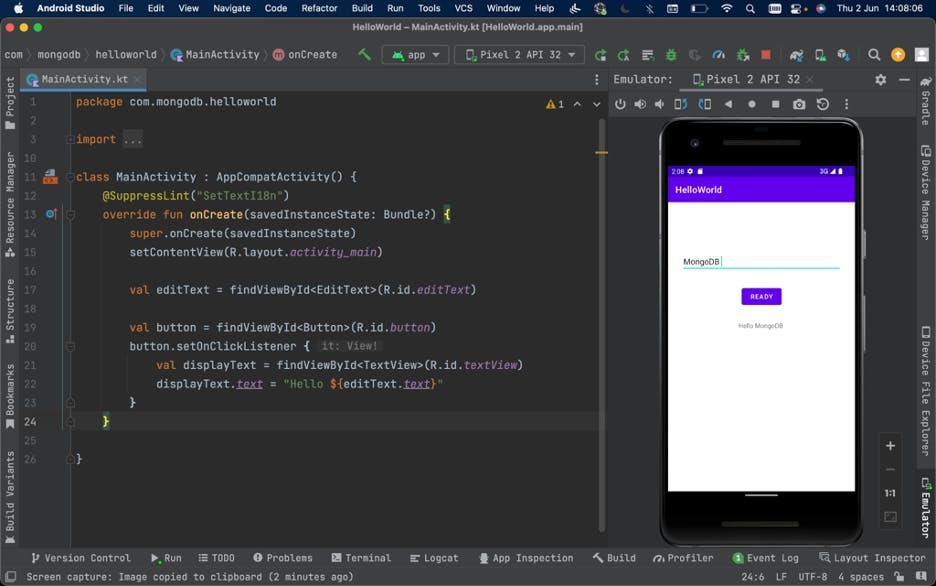 Android Studio File Edit View Navigate Code Refactor Build Run Tools VCS Window Help Thu 2 Jun 14:08:06
HelloWorld – MainActivity.kt [HelloWorld.app.main]
com mongodb helloworld MainActivity onCreate app Pixel 2 API 32
MainActivity.kt
Emulator: Pixel 2 API 32
1 package com.mongodb.helloworld
1
2
3 import ...
10
11 class MainActivity : AppCompatActivity() {
12 @SuppressLint("SetTextI18n")
13 override fun onCreate(savedInstanceState: Bundle?) {
14 super.onCreate(savedInstanceState)
15 setContentView(R.layout.activity_main)
16
17 val editText = findViewById<EditText>(R.id.editText)
18
19 val button = findViewById<Button>(R.id.button)
20 button.setOnClickListener { it: View!
21 val displayText = findViewById<TextView>(R.id.textView)
22 displayText.text = "Hello ${editText.text}"
23 }
24 }
25
26 }
Project
Resource Manager
Structure
Bookmarks
Build Variants
2:08 3G
HelloWorld
MongoDB
READY
Hello MongoDB
1:1
Gradle
Device Manager
Device File Explorer
Emulator
Version Control Run TODO Problems Terminal Logcat App Inspection Build Profiler 1 Event Log Layout Inspector
Screen capture: Image copied to clipboard (2 minutes ago) 24:6 LF UTF-8 4 spaces